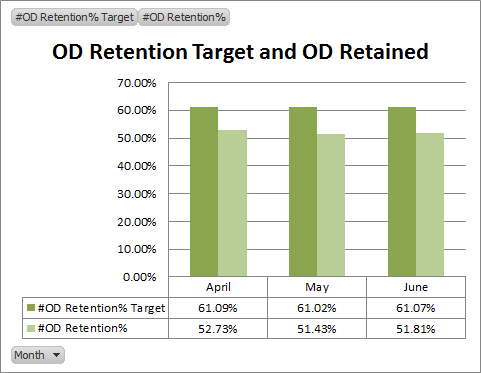 #OD Retention% Target #OD Retention%
OD Retention Target and OD Retained
70.00%
60.00%
50.00%
40.00%
30.00%
20.00%
10.00%
0.00%
April May June
#OD Retention% Target 61.09% 61.02% 61.07%
#OD Retention% 52.73% 51.43% 51.81%
Month